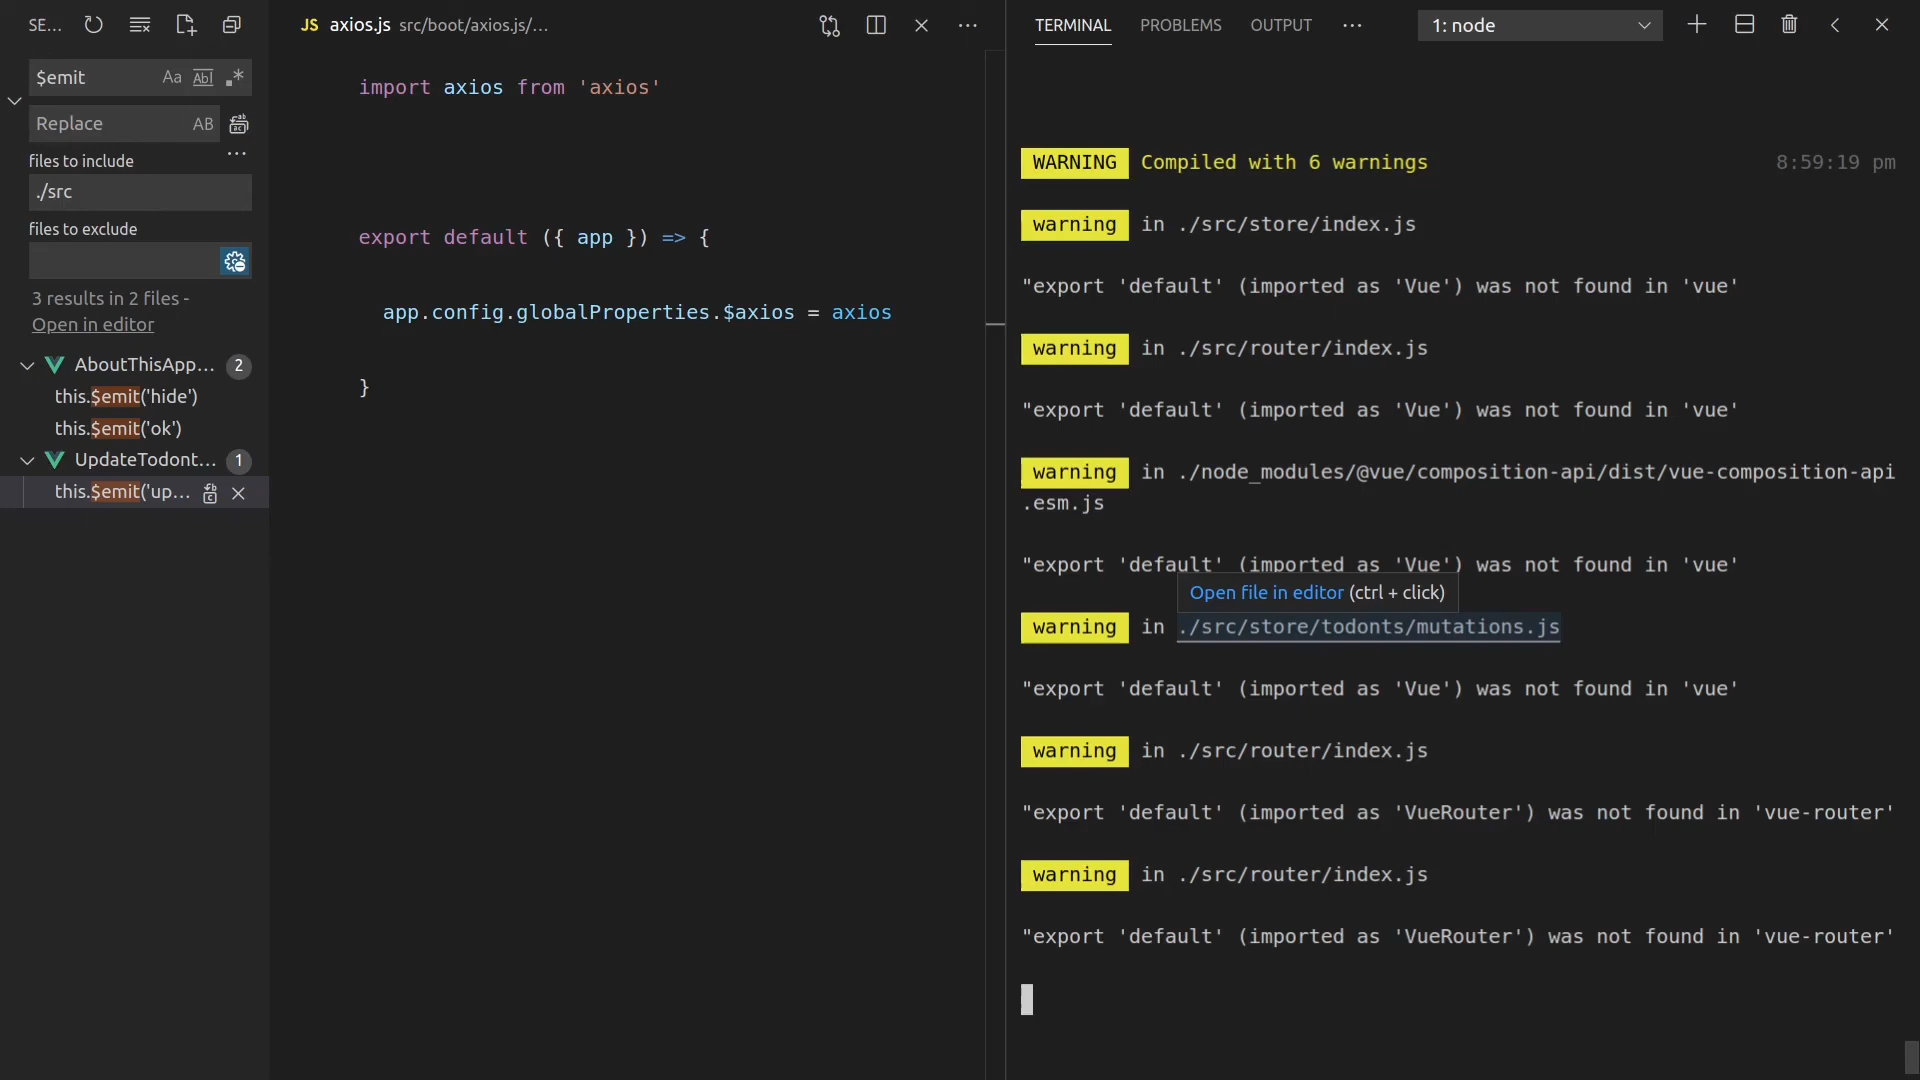 SE...
$emit
Aa
Abl
Replace
AB
files to include
...
./src
files to exclude
3 results in 2 files -
Open in editor
AboutThisApp... 2
this.$emit('hide')
this.$emit('ok')
UpdateTodont... 1
this.$emit('up...
JS axios.js src/boot/axios.js/...
import axios from 'axios'
export default ({ app }) => {
app.config.globalProperties.$axios = axios
}
TERMINAL PROBLEMS OUTPUT ... 1: node
WARNING Compiled with 6 warnings 8:59:19 pm
warning in ./src/store/index.js
"export 'default' (imported as 'Vue') was not found in 'vue'
warning in ./src/router/index.js
"export 'default' (imported as 'Vue') was not found in 'vue'
warning in ./node_modules/@vue/composition-api/dist/vue-composition-api
.esm.js
"export 'default' (imported as 'Vue') was not found in 'vue'
Open file in editor (ctrl + click)
warning in ./src/store/todonts/mutations.js
"export 'default' (imported as 'Vue') was not found in 'vue'
warning in ./src/router/index.js
"export 'default' (imported as 'VueRouter') was not found in 'vue-router'
warning in ./src/router/index.js
"export 'default' (imported as 'VueRouter') was not found in 'vue-router'